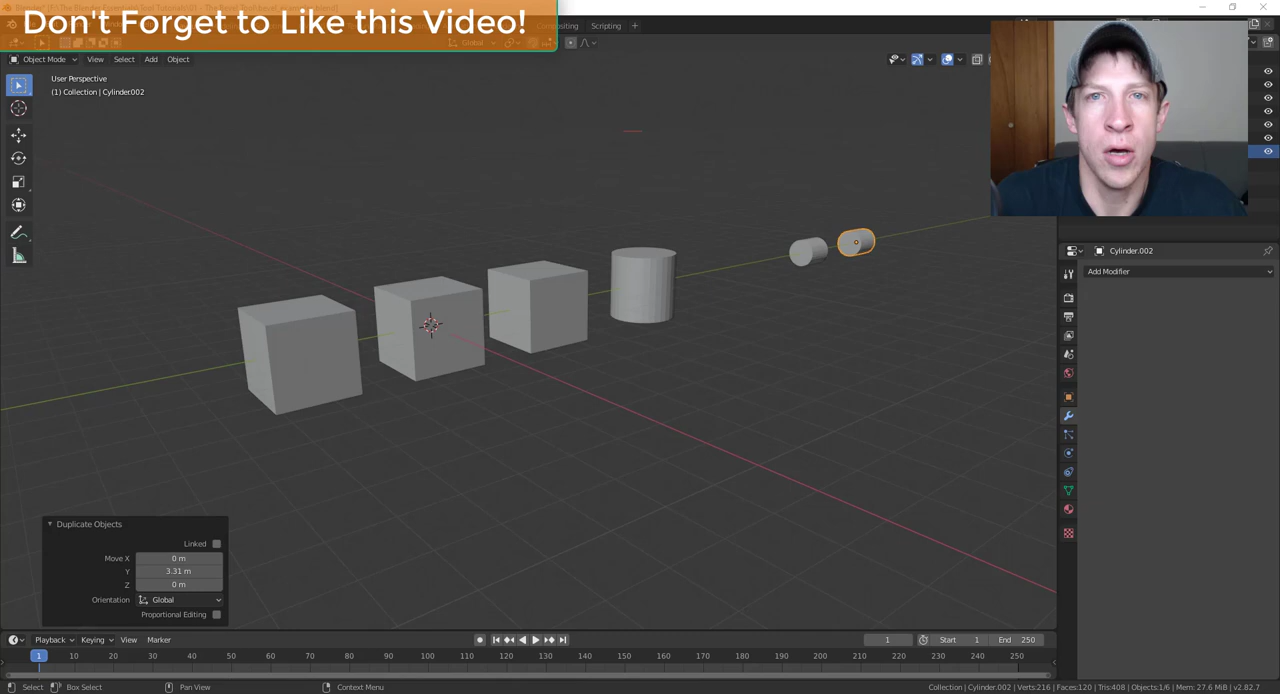 Don't Forget to Like this Video!
Compositing
Scripting
Global
Object Mode
View
Select
Add
Object
User Perspective
(1) Collection | Cylinder002
Cylinder.002
Add Modifier
Duplicate Objects
Linked
Move X
0 m
Y
3.31 m
Z
0 m
Orientation
Global
Proportional Editing
Playback
Keying
View
Marker
1
Start
1
End
250
1
10
20
30
40
50
60
70
80
90
100
110
120
130
140
150
160
170
180
190
200
210
220
230
240
250
Select
Box Select
Pan View
Context Menu
Collection | Cylinder.002 | Verts:216 | Faces:120 | Tris:408 | Objects:1/6 | Mem: 27.6 MiB | v2.82.7